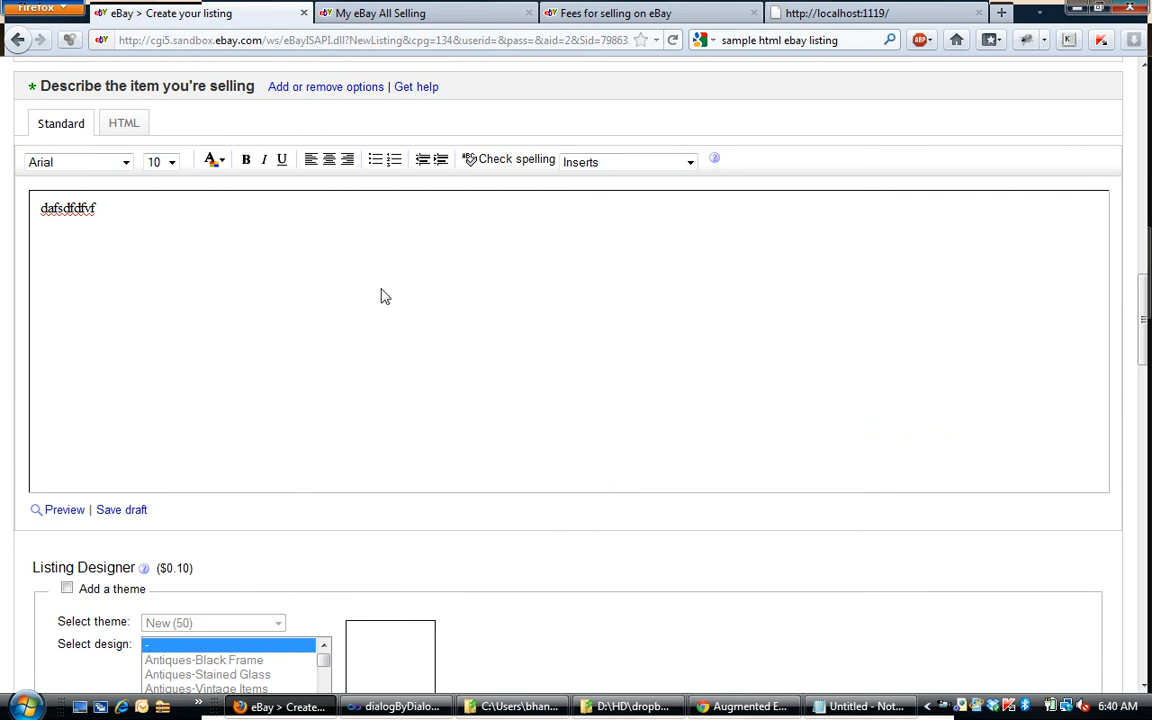 Firefox
eBay > Create your listing
My eBay All Selling
Fees for selling on eBay
http://localhost:1119/
http://cgi5.sandbox.ebay.com/ws/eBayISAPI.dll?NewListing&cpg=134&userid=&pass=&aid=2&Sid=79863.
sample html ebay listing
ABP
K
* Describe the item you're selling Add or remove options | Get help
Standard HTML
Arial 10 A B I U ABC Check spelling Inserts ?
dafsdfdfvf
Preview | Save draft
Listing Designer ? ($0.10)
Add a theme
Select theme: New (50)
Select design: -
Antiques-Black Frame
Antiques-Stained Glass
Antiques-Vintage Items
eBay > Create...
dialogByDialo...
C:\Users\bhan...
D:\HD\dropb...
Augmented E...
Untitled - Not...
6:40 AM